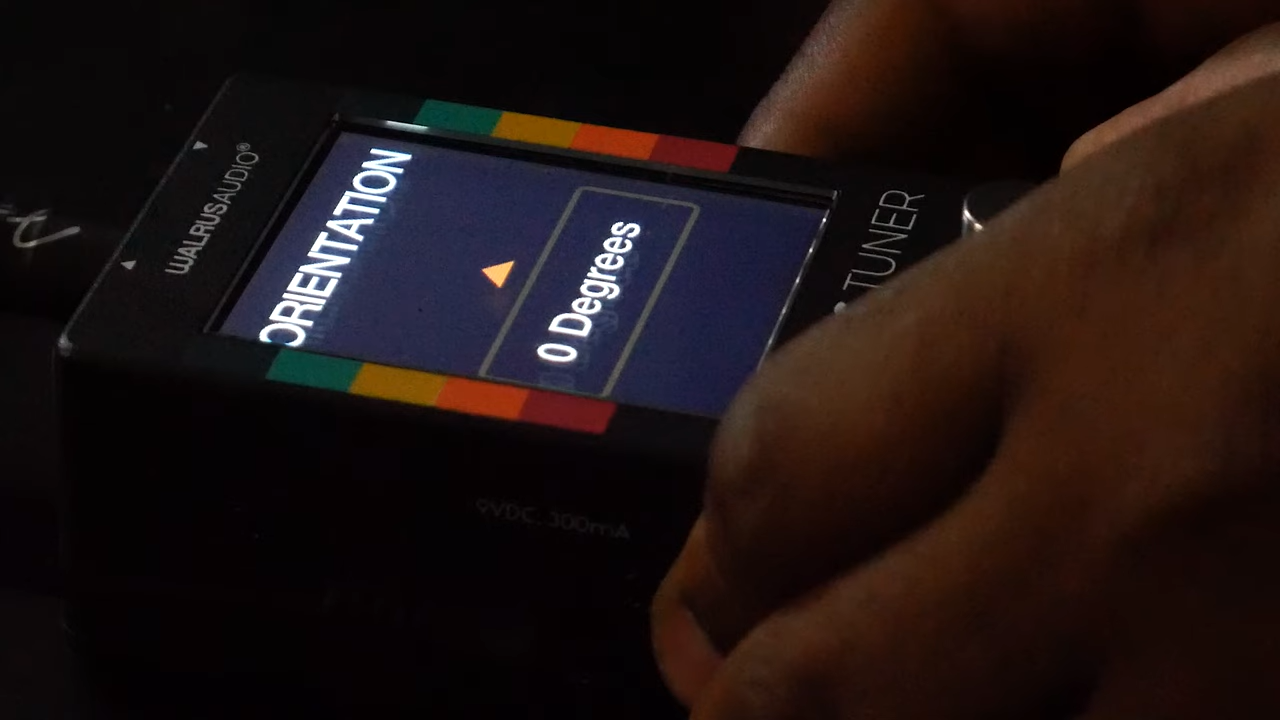 WALRUSAUDIO®
ORIENTATION
0 Degrees
TUNER
9VDC, 300mA